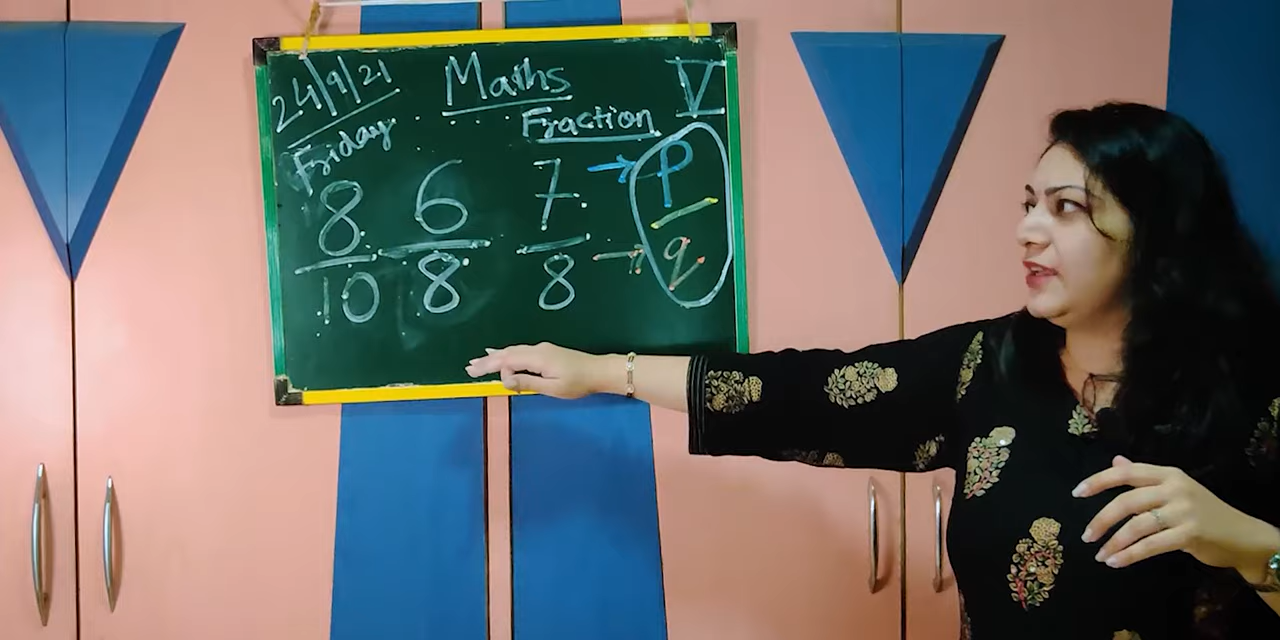 24/9/21 Maths V
Friday Fraction
8/10 6/8 7/8 → p/q